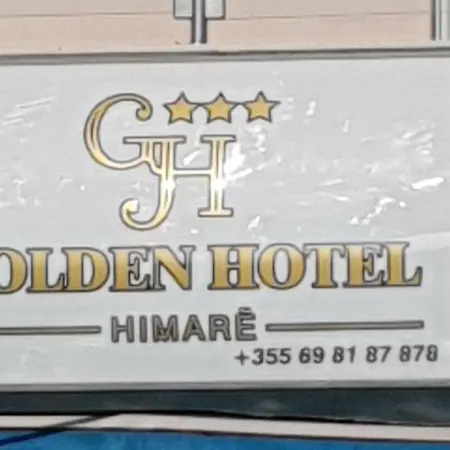 GH
OLDEN HOTEL
HIMARË
+355 69 81 87 878